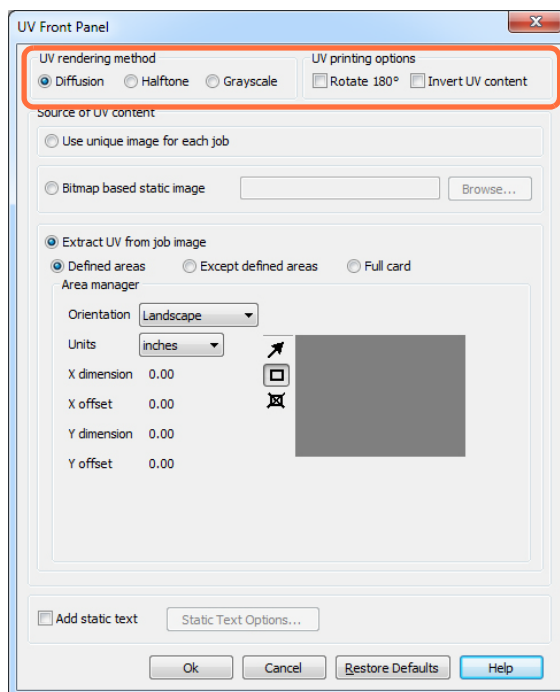 UV Front Panel
UV rendering method
UV printing options
Diffusion Halftone Grayscale
Rotate 180° Invert UV content
Source of UV content
Use unique image for each job
Bitmap based static image Browse...
Extract UV from job image
Defined areas Except defined areas Full card
Area manager
Orientation Landscape
Units inches
X dimension 0.00
X offset 0.00
Y dimension 0.00
Y offset 0.00
Add static text Static Text Options...
Ok Cancel Restore Defaults Help